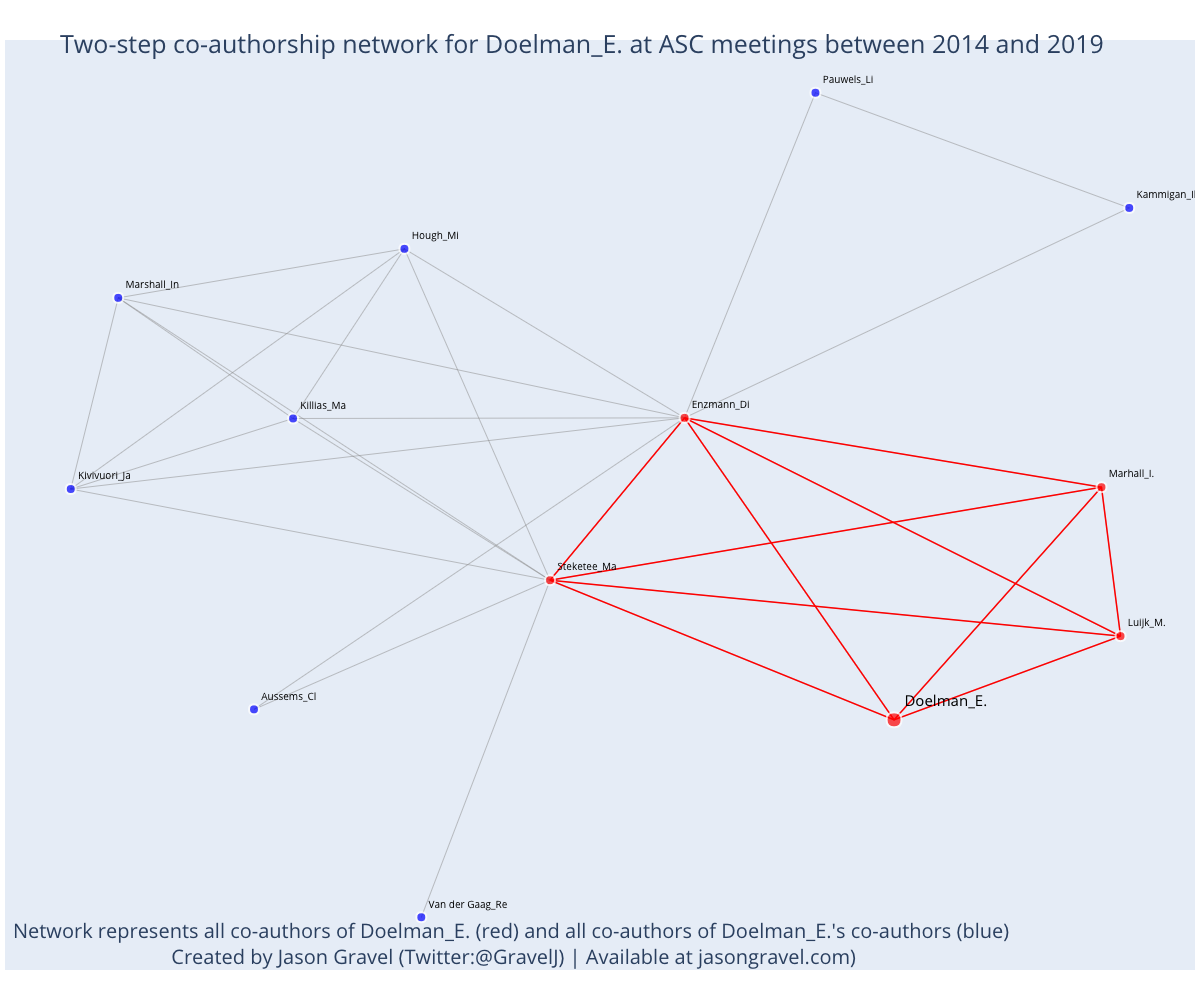 Two-step co-authorship network for Doelman_E. at ASC meetings between 2014 and 2019
Pauwels_Li
Kammigan_Il
Hough_Mi
Marshall_In
Killias_Ma
Enzmann_Di
Kivivuori_Ja
Marhall_I.
Steketee_Ma
Luijk_M.
Aussems_Cl
Doelman_E.
Van der Gaag_Re
Network represents all co-authors of Doelman_E. (red) and all co-authors of Doelman_E.'s co-authors (blue)
Created by Jason Gravel (Twitter:@GravelJ) | Available at jasongravel.com)